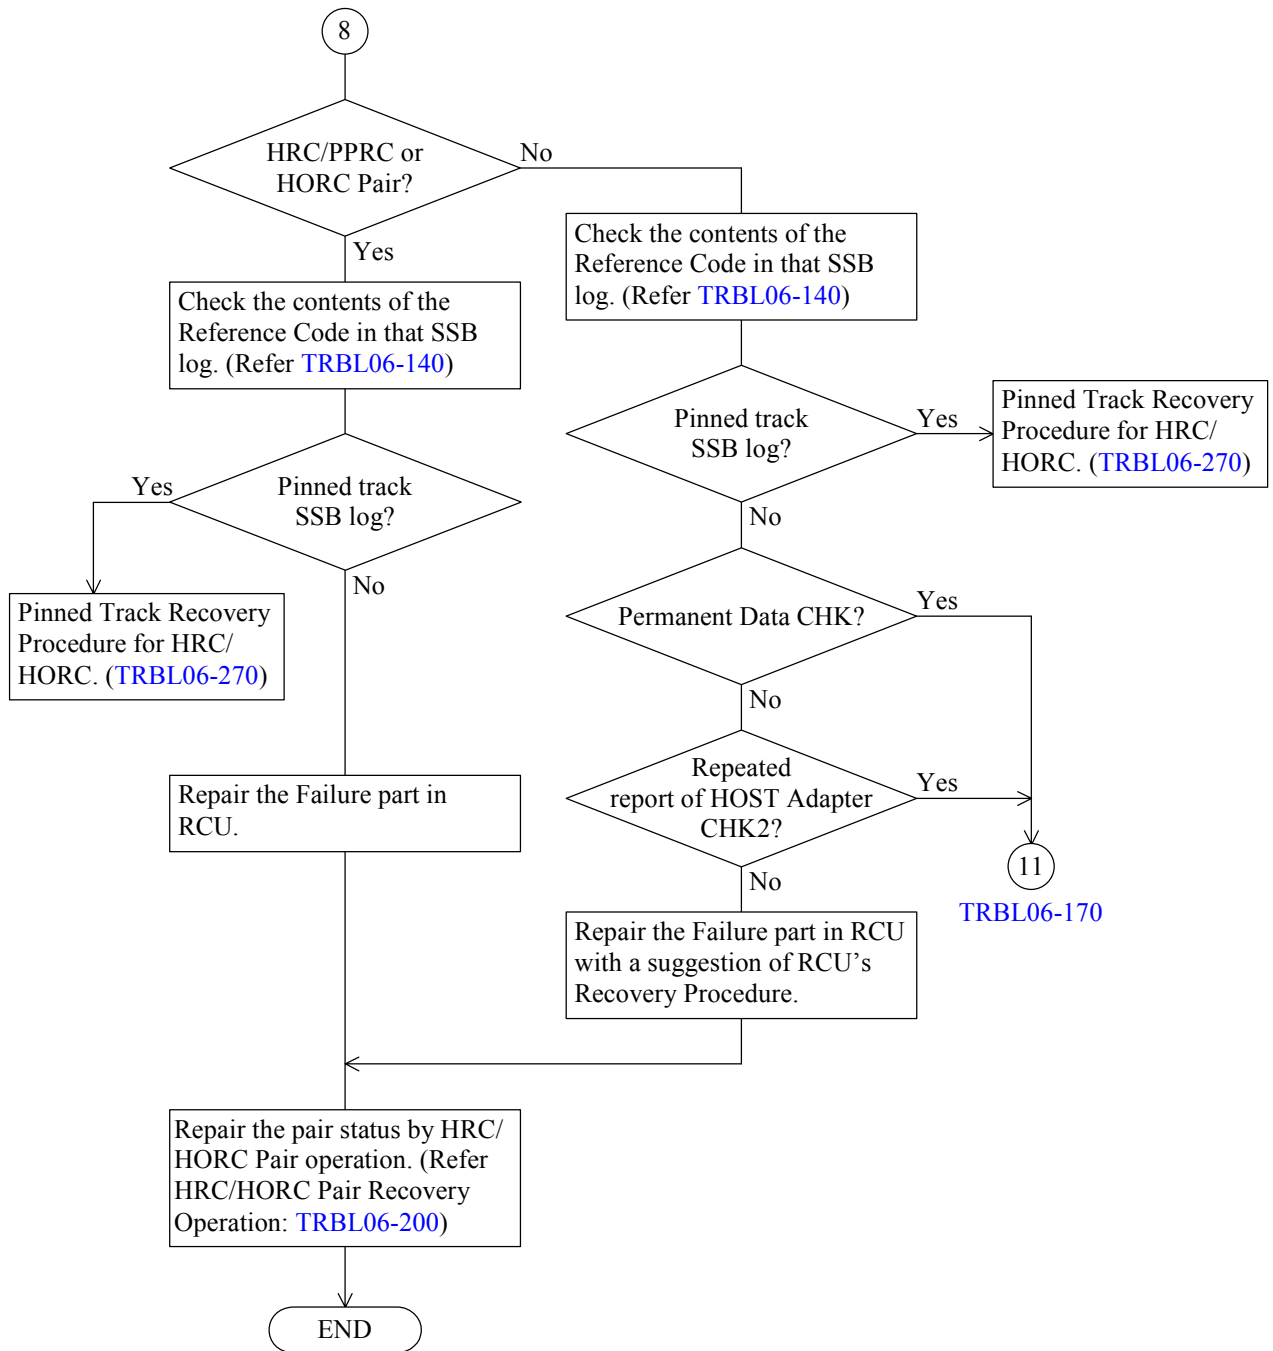 8
HRC/PPRC or
HORC Pair?
No
Yes
Check the contents of the
Reference Code in that SSB
log. (Refer TRBL06-140)
Check the contents of the
Reference Code in that SSB
log. (Refer TRBL06-140)
Pinned track
SSB log?
Yes
Pinned Track Recovery
Procedure for HRC/
HORC. (TRBL06-270)
No
Pinned track
SSB log?
Yes
No
Pinned Track Recovery
Procedure for HRC/
HORC. (TRBL06-270)
Permanent Data CHK?
Yes
No
Repeated
report of HOST Adapter
CHK2?
Yes
No
Repair the Failure part in
RCU.
11
TRBL06-170
Repair the Failure part in RCU
with a suggestion of RCU’s
Recovery Procedure.
Repair the pair status by HRC/
HORC Pair operation. (Refer
HRC/HORC Pair Recovery
Operation: TRBL06-200)
END